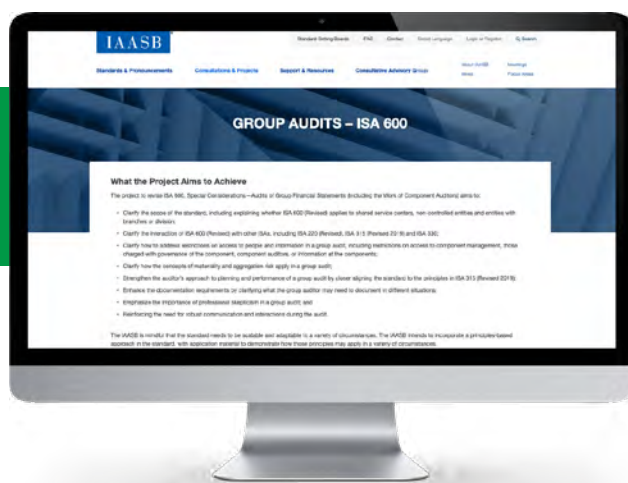 IAASB
Standard-Setting Boards IFAC Contact Select Language Login or Register Search
Standards & Pronouncements Consultations & Projects Support & Resources Consultative Advisory Group About IAASB Meetings
News Focus Areas
GROUP AUDITS – ISA 600
What the Project Aims to Achieve
The project to revise ISA 600, Special Considerations—Audits of Group Financial Statements (Including the Work of Component Auditors) aims to:
• Clarify the scope of the standard, including explaining whether ISA 600 (Revised) applies to shared service centers, non-controlled entities and entities with
branches or division;
• Clarify the interaction of ISA 600 (Revised) with other ISAs, including ISA 220 (Revised), ISA 315 (Revised 2019) and ISA 330;
• Clarify how to address restrictions on access to people and information in a group audit, including restrictions on access to component management, those
charged with governance of the component, component auditors, or information at the components;
• Clarify how the concepts of materiality and aggregation risk apply in a group audit;
• Strengthen the auditor's approach to planning and performance of a group audit by closer aligning the standard to the principles in ISA 315 (Revised 2019);
• Enhance the documentation requirements by clarifying what the group auditor may need to document in different situations;
• Emphasize the importance of professional skepticism in a group audit; and
• Reinforcing the need for robust communication and interactions during the audit.
The IAASB is mindful that the standard needs to be scalable and adaptable to a variety of circumstances. The IAASB intends to incorporate a principles-based
approach in the standard, with application material to demonstrate how those principles may apply in a variety of circumstances.